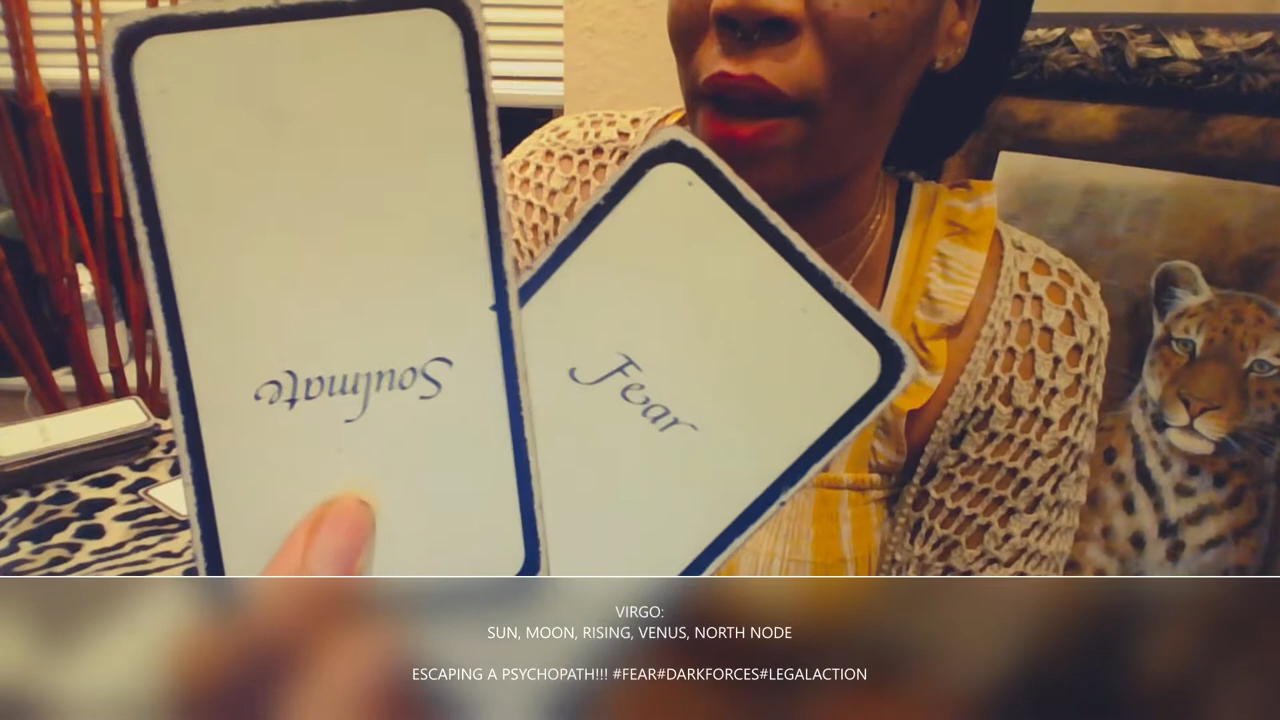 Soulmate
Fear
VIRGO:
SUN, MOON, RISING, VENUS, NORTH NODE
ESCAPING A PSYCHOPATH!!! #FEAR#DARKFORCES#LEGALACTION